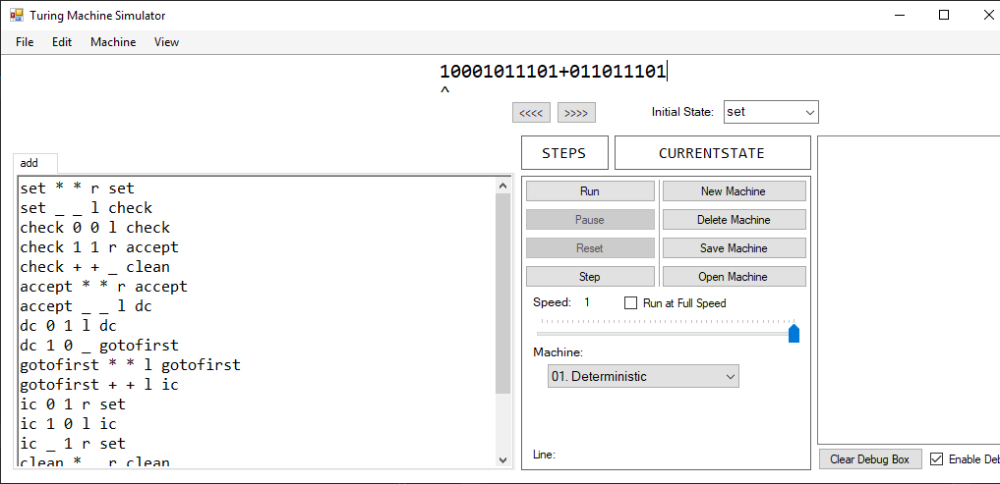 Turing Machine Simulator
File Edit Machine View
10001011101+011011101
^
<<<< >>>> Initial State: set
STEPS CURRENTSTATE
add
set * * r set
set _ _ l check
check 0 0 l check
check 1 1 r accept
check + + _ clean
accept * * r accept
accept _ _ l dc
dc 0 1 l dc
dc 1 0 _ gotofirst
gotofirst * * l gotofirst
gotofirst + + l ic
ic 0 1 r set
ic 1 0 l ic
ic _ 1 r set
clean * _ r clean
Run New Machine
Pause Delete Machine
Reset Save Machine
Step Open Machine
Speed: 1 Run at Full Speed
Machine:
01. Deterministic
Line:
Clear Debug Box Enable Deb